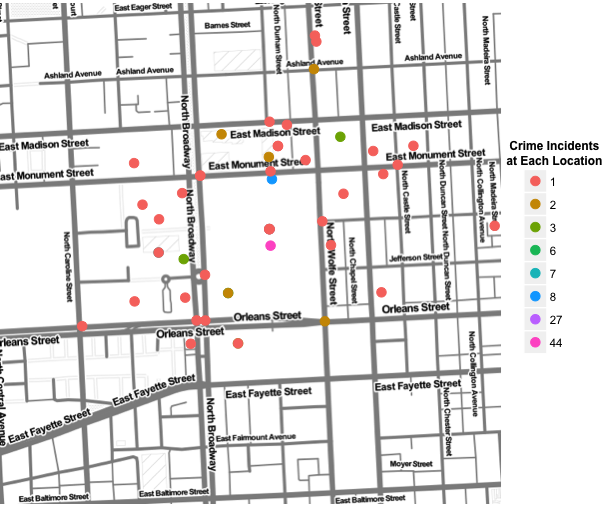 East Eager Street
Barnes Street
North Durham Street
Street
Street
Castle Street
Street
North Madeira Street
ourt
Ashland Avenue
Ashland Avenue
Ashland Avenue
Ashland Avenue
North Broadway
East Madison Street
East Madison Street
East Madison Street
East Monument Street
East Monument Street
ast Monument Street
North Castle Street
North Duncan Street
North Collington Avenue
North Madeira Street
North Caroline Street
North Broadway
North Wolfe Street
North Chapel Street
Jefferson Street
North Duncan Street
Orleans Street
Orleans Street
Orleans Street
rleans Street
North Central Avenue
North Collington Avenue
East Fayette Street
East Fayette Street
East Fayette Street
East Fayette Street
North Broadway
North Chester Street
East Fairmount Avenue
Moyer Street
East Baltimore Street
East Baltimore Street
East Baltimore Street
Crime Incidents
at Each Location
1
2
3
6
7
8
27
44